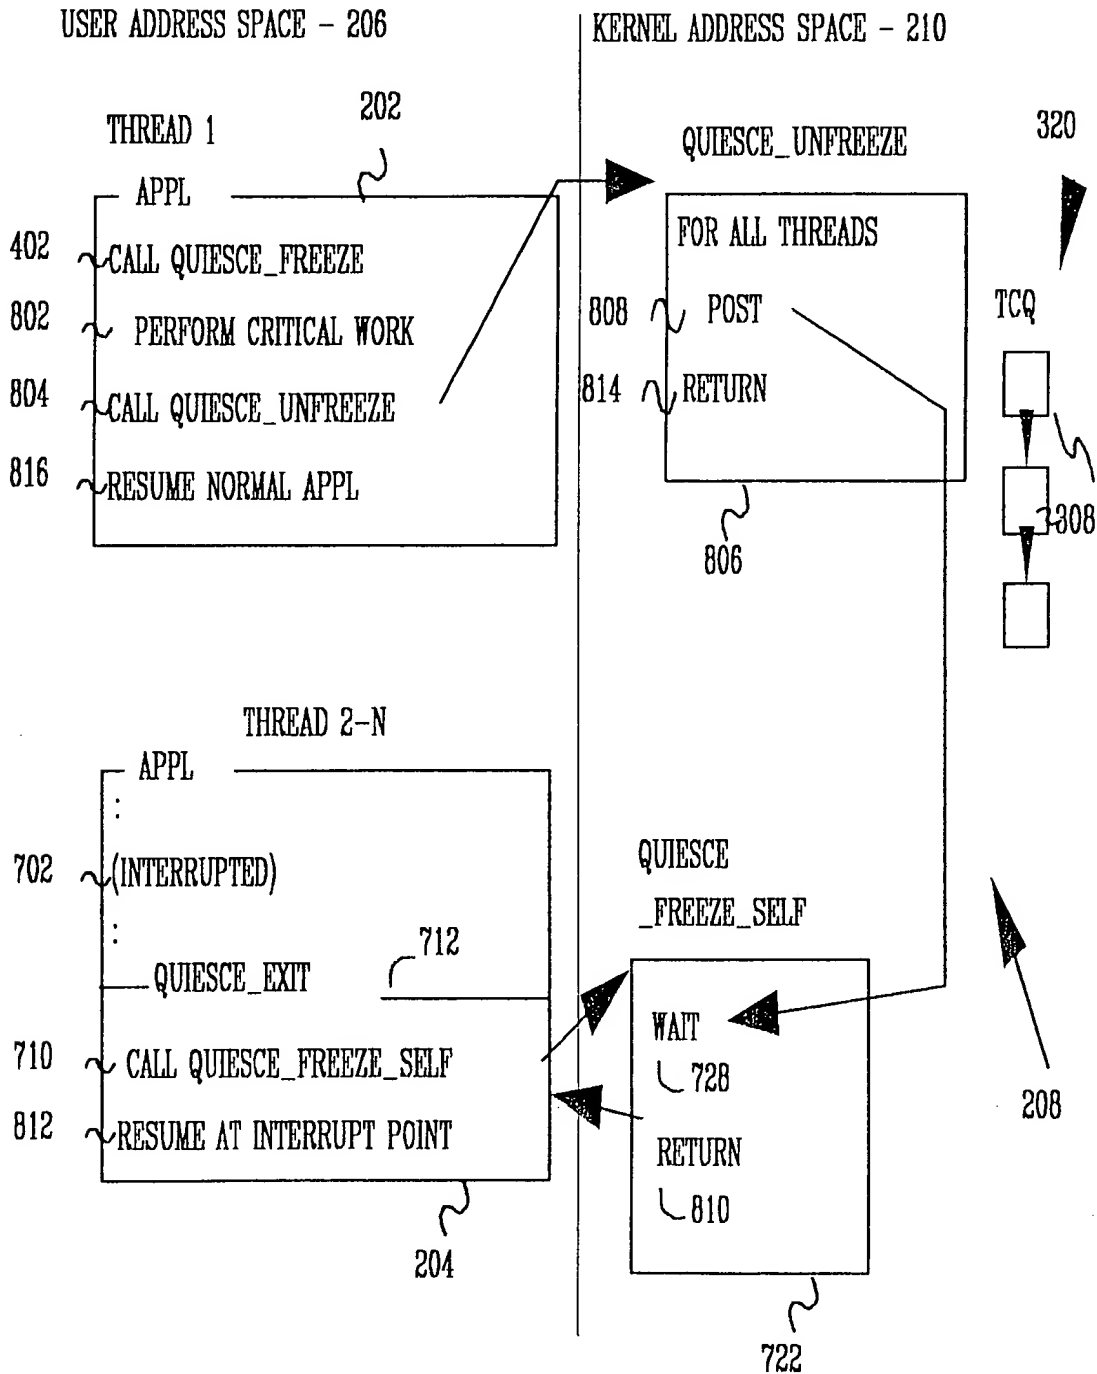 USER ADDRESS SPACE - 206
KERNEL ADDRESS SPACE - 210
THREAD 1
202
APPL
402
CALL QUIESCE_FREEZE
802
PERFORM CRITICAL WORK
804
CALL QUIESCE_UNFREEZE
816
RESUME NORMAL APPL
QUIESCE_UNFREEZE
FOR ALL THREADS
808
POST
814
RETURN
806
320
TCQ
308
THREAD 2-N
APPL
:
702
(INTERRUPTED)
:
QUIESCE_EXIT
712
710
CALL QUIESCE_FREEZE_SELF
812
RESUME AT INTERRUPT POINT
204
QUIESCE
_FREEZE_SELF
WAIT
728
RETURN
810
722
208